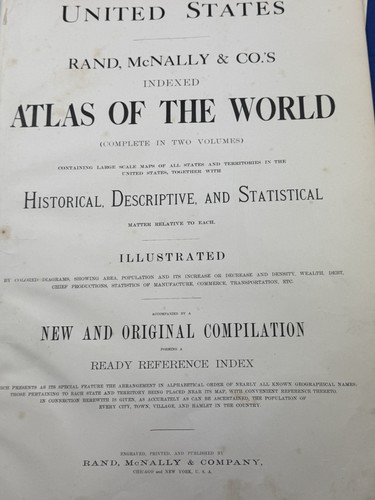 UNITED STATES
RAND, McNALLY & CO.'S
INDEXED
ATLAS OF THE WORLD
(COMPLETE IN TWO VOLUMES)
CONTAINING LARGE SCALE MAPS OF ALL STATES AND TERRITORIES IN THE
UNITED STATES, TOGETHER WITH
HISTORICAL, DESCRIPTIVE, AND STATISTICAL
MATTER RELATIVE TO EACH.
ILLUSTRATED
BY COLORED DIAGRAMS, SHOWING AREA, POPULATION AND ITS INCREASE OR DECREASE AND DENSITY, WEALTH, DEBT,
CHIEF PRODUCTIONS, STATISTICS OF MANUFACTURE, COMMERCE, TRANSPORTATION, ETC.
ACCOMPANIED BY A
NEW AND ORIGINAL COMPILATION
FORMING A
READY REFERENCE INDEX
PRESENTS AS ITS SPECIAL FEATURE THE ARRANGEMENT IN ALPHABETICAL ORDER OF NEARLY ALL KNOWN GEOGRAPHICAL NAMES;
THOSE PERTAINING TO EACH STATE AND TERRITORY BEING PLACED NEAR ITS MAP, WITH CONVENIENT REFERENCE THERETO.
IN CONNECTION HEREWITH IS GIVEN, AS ACCURATELY AS CAN BE ASCERTAINED, THE POPULATION OF
EVERY CITY, TOWN, VILLAGE, AND HAMLET IN THE COUNTRY.
ENGRAVED, PRINTED, AND PUBLISHED BY
RAND, McNALLY & COMPANY,
CHICAGO AND NEW YORK, U. S. A.